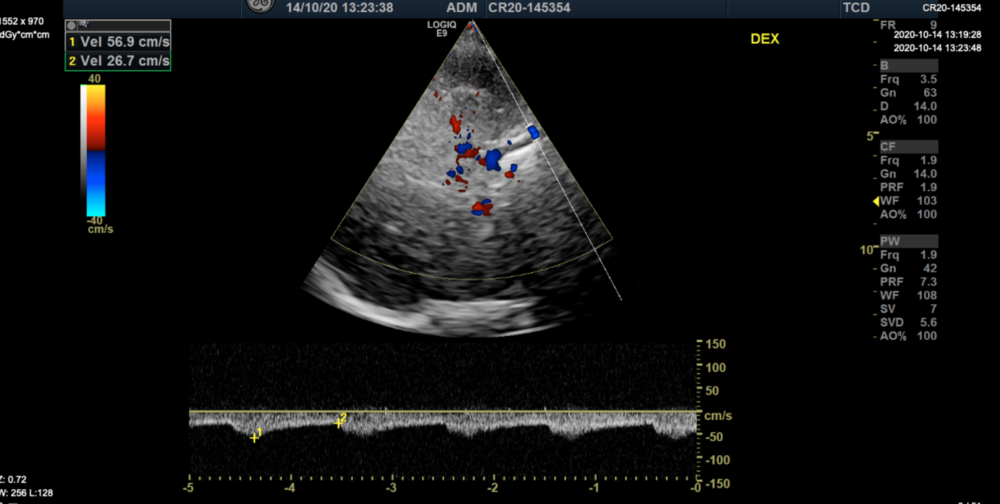 14/10/20 13:23:38 ADM CR20-145354 TCD CR20-145354
1552 x 970
dGy*cm*cm
LOGIQ
E9
DEX
FR 9
2020-10-14 13:19:28
2020-10-14 13:23:48
1 Vel 56.9 cm/s
2 Vel 26.7 cm/s
40
-40
cm/s
B
Frq 3.5
Gn 63
D 14.0
AO% 100
5
CF
Frq 1.9
Gn 14.0
PRF 1.9
WF 103
AO% 100
10
PW
Frq 1.9
Gn 42
PRF 7.3
WF 108
SV 7
SVD 5.6
AO% 100
150
100
50
cm/s
-50
-100
-150
1
2
-5 -4 -3 -2 -1 -0
Z: 0.72
W: 256 L:128